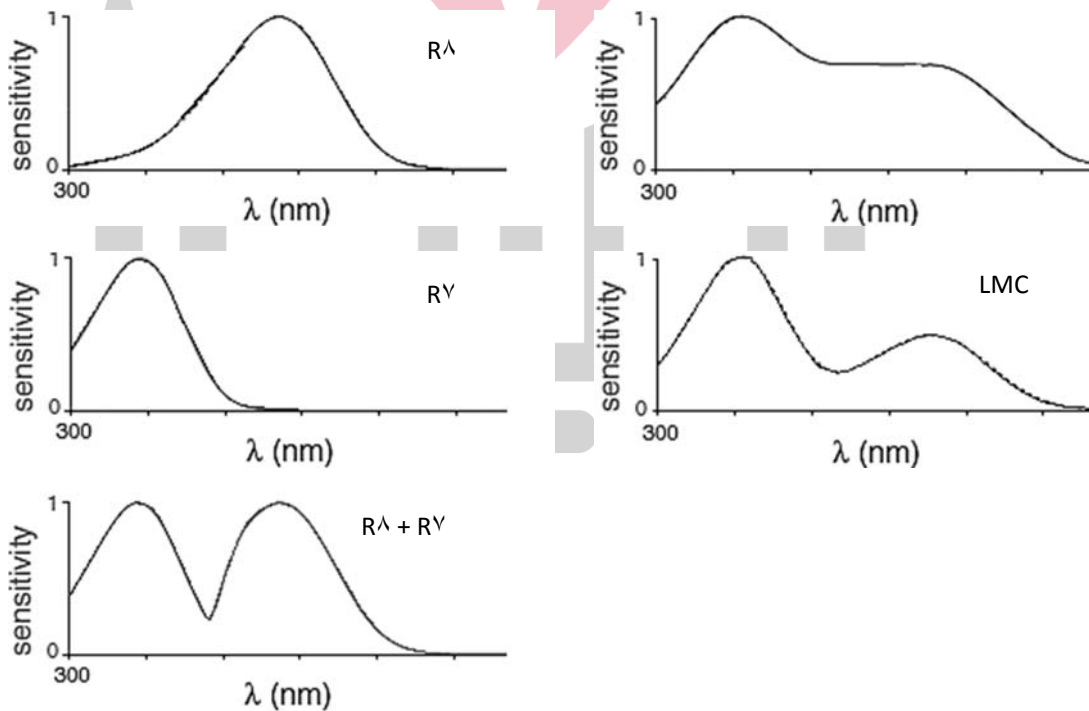 1
sensitivity
R۸
0
300
λ (nm)
1
sensitivity
0
300
λ (nm)
1
sensitivity
R۷
0
300
λ (nm)
1
sensitivity
LMC
0
300
λ (nm)
1
sensitivity
R۸ + R۷
0
300
λ (nm)